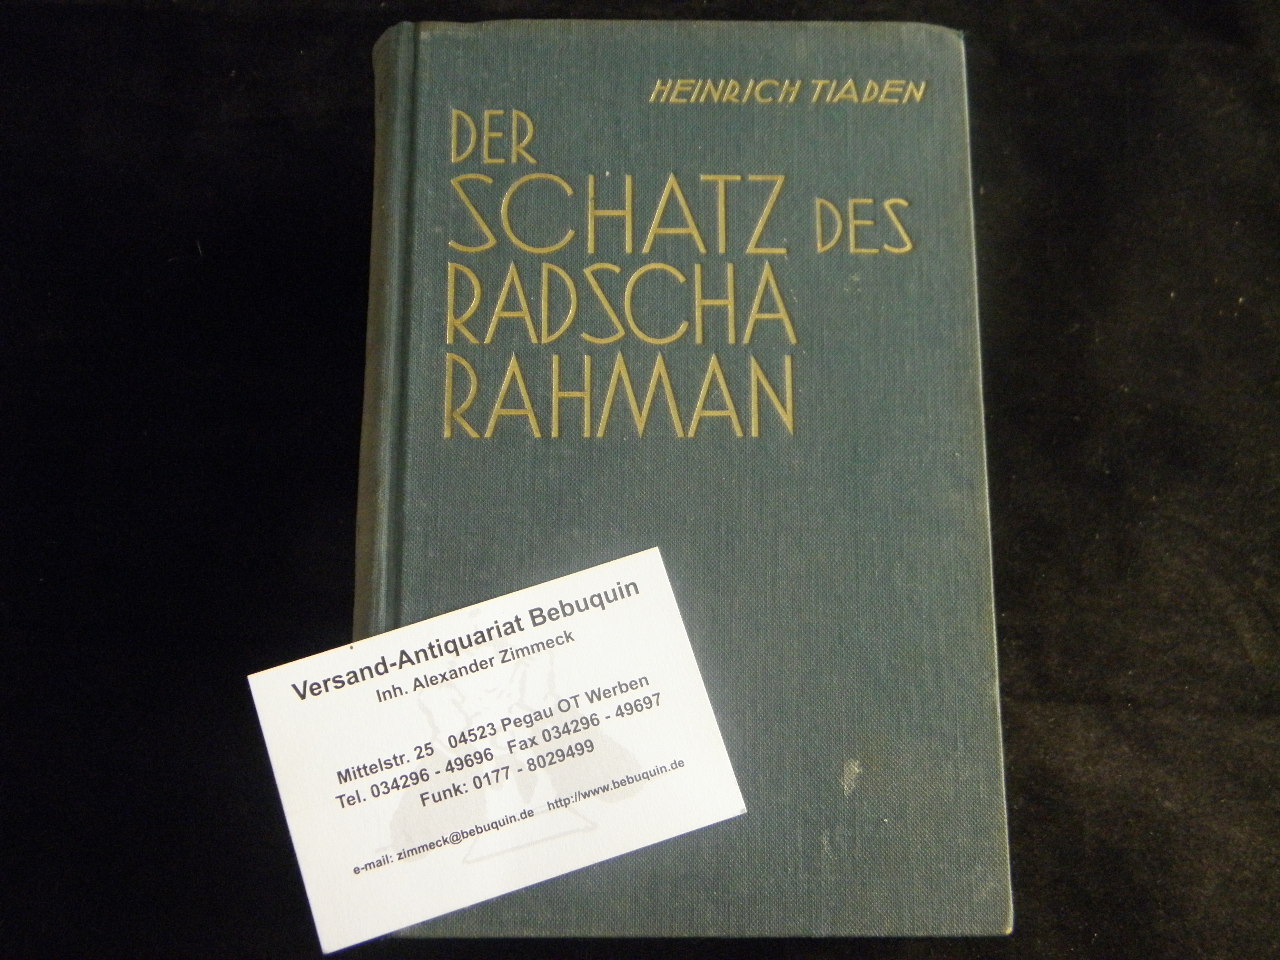 HEINRICH TIADEN
DER
SCHATZ DES
RADSCHA
RAHMAN
Versand-Antiquariat Bebuquin
Inh. Alexander Zimmeck
Mittelstr. 25 04523 Pegau OT Werben
Tel. 034296 - 49696 Fax 034296 - 49697
Funk: 0177 - 8029499
e-mail: zimmeck@bebuquin.de http://www.bebuquin.de